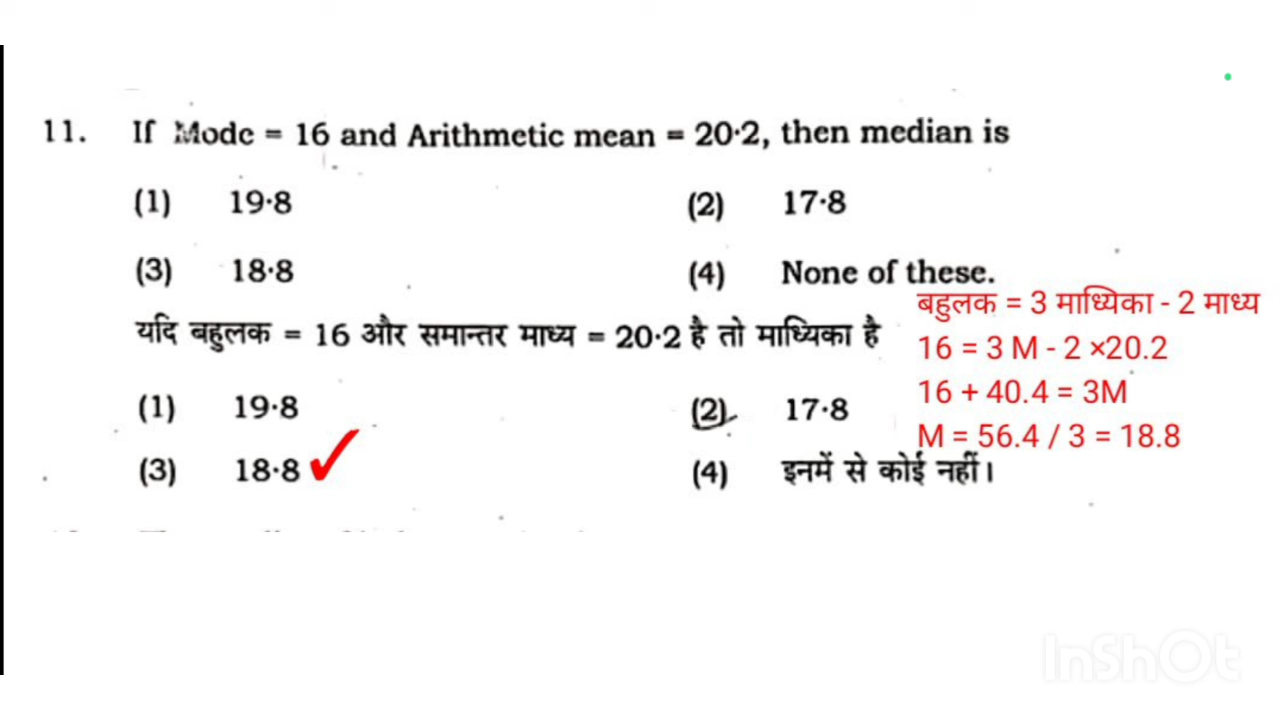 11. If Mode = 16 and Arithmetic mean = 20·2, then median is
(1) 19·8 (2) 17·8
(3) 18·8 (4) None of these.
बहुलक = 3 माध्यिका - 2 माध्य
यदि बहुलक = 16 और समान्तर माध्य = 20·2 है तो माध्यिका है
16 = 3 M - 2 ×20.2
16 + 40.4 = 3M
(1) 19·8 (2) 17·8
M = 56.4 / 3 = 18.8
(3) 18·8 (4) इनमें से कोई नहीं।
InShOt